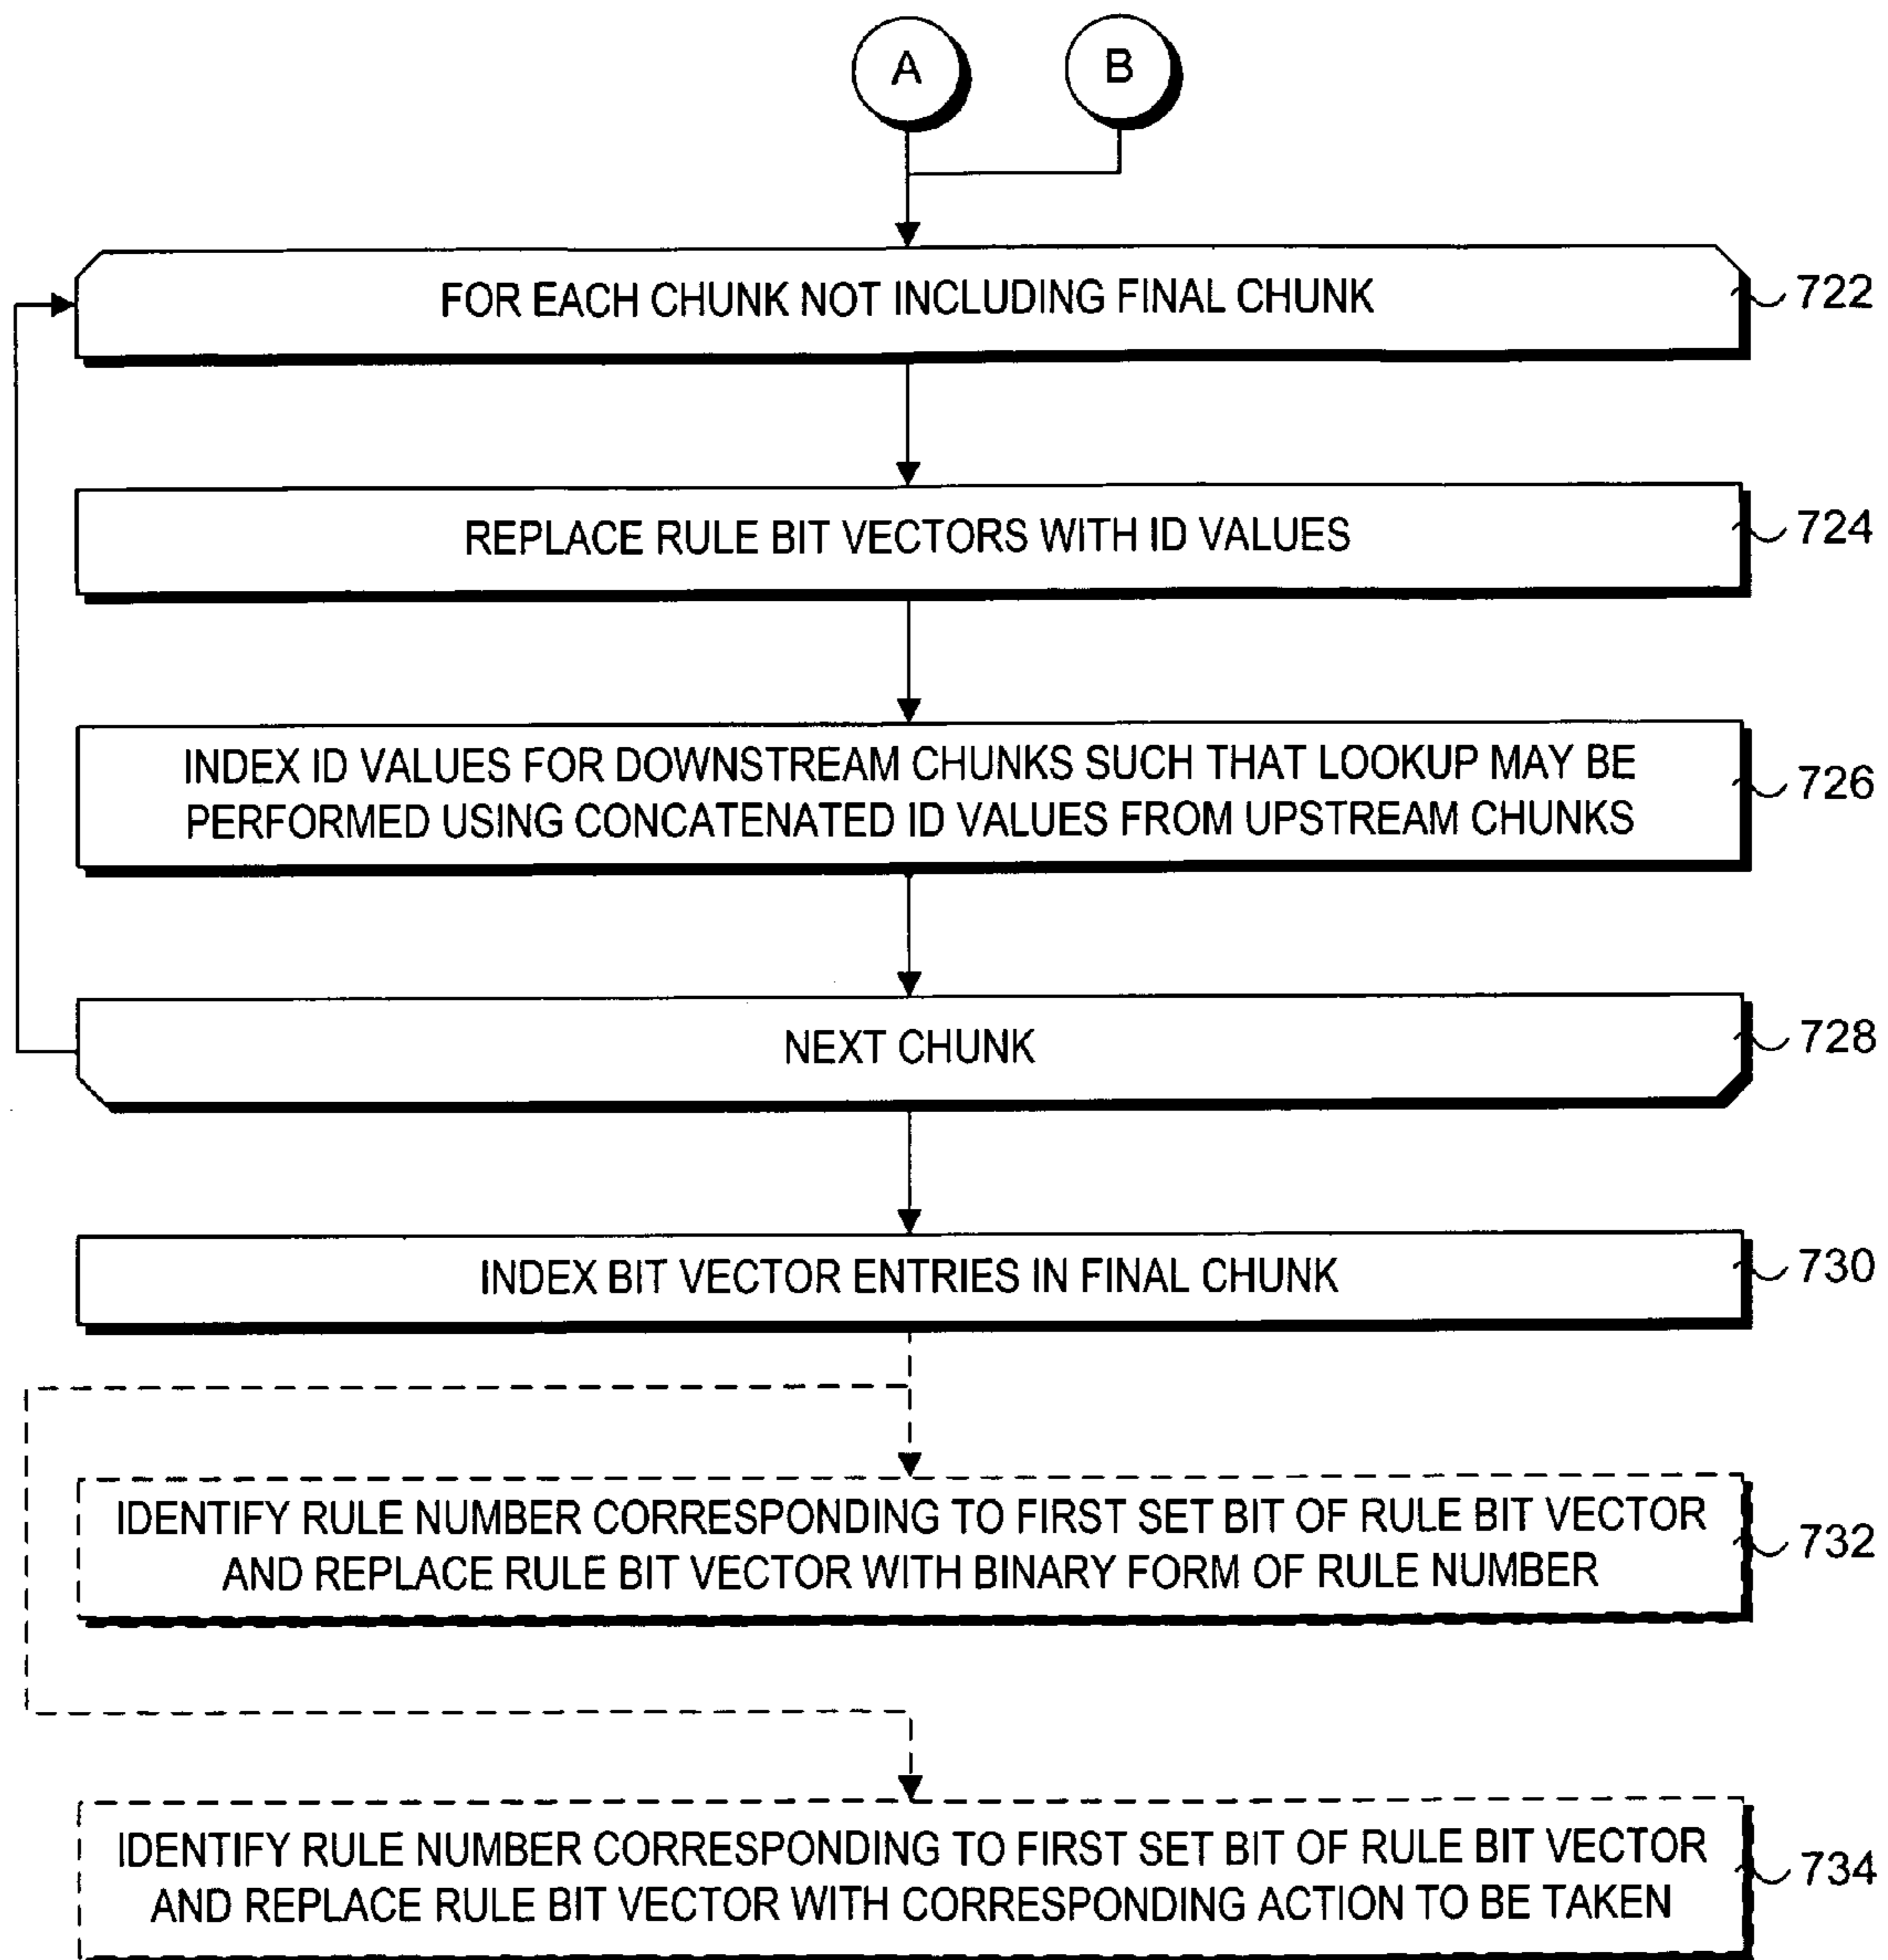 A
B
FOR EACH CHUNK NOT INCLUDING FINAL CHUNK
722
REPLACE RULE BIT VECTORS WITH ID VALUES
724
INDEX ID VALUES FOR DOWNSTREAM CHUNKS SUCH THAT LOOKUP MAY BE
PERFORMED USING CONCATENATED ID VALUES FROM UPSTREAM CHUNKS
726
NEXT CHUNK
728
INDEX BIT VECTOR ENTRIES IN FINAL CHUNK
730
IDENTIFY RULE NUMBER CORRESPONDING TO FIRST SET BIT OF RULE BIT VECTOR
AND REPLACE RULE BIT VECTOR WITH BINARY FORM OF RULE NUMBER
732
IDENTIFY RULE NUMBER CORRESPONDING TO FIRST SET BIT OF RULE BIT VECTOR
AND REPLACE RULE BIT VECTOR WITH CORRESPONDING ACTION TO BE TAKEN
734